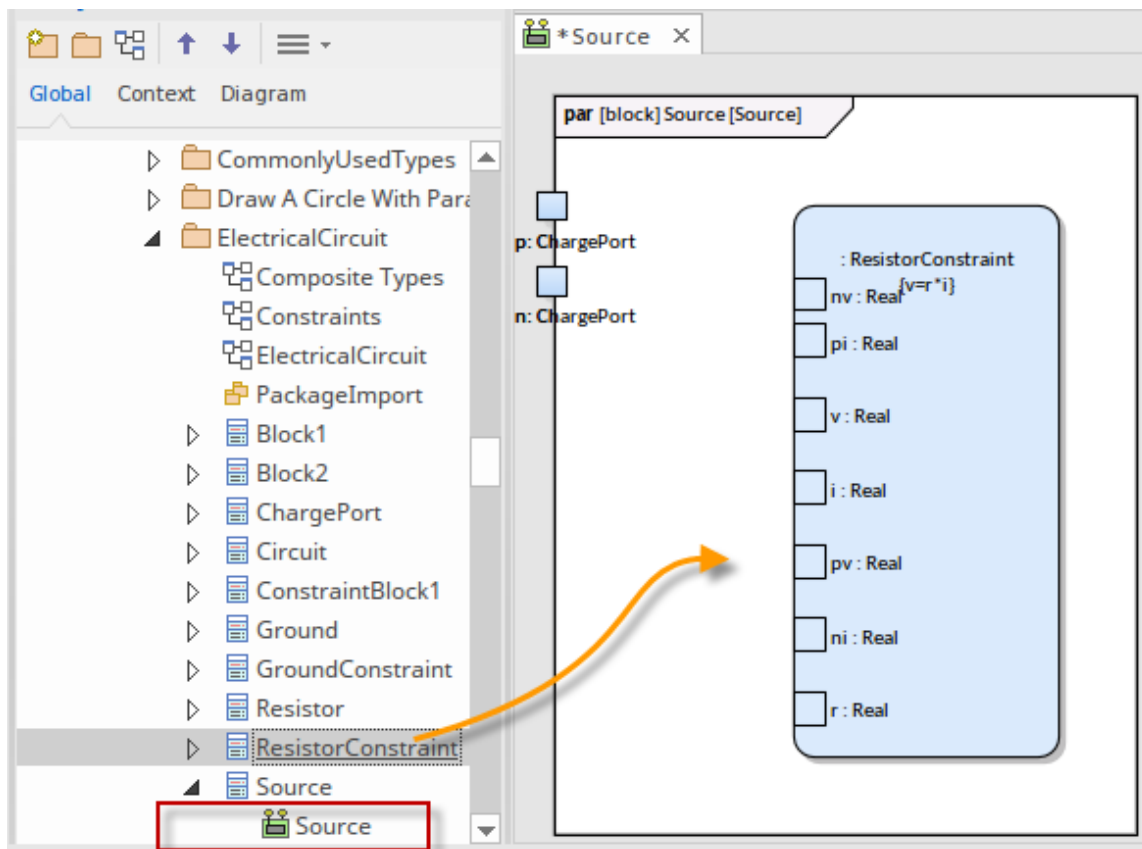 Global Context Diagram
CommonlyUsedTypes
Draw A Circle With Para
ElectricalCircuit
Composite Types
Constraints
ElectricalCircuit
PackageImport
Block1
Block2
ChargePort
Circuit
ConstraintBlock1
Ground
GroundConstraint
Resistor
ResistorConstraint
Source
Source
*Source
par [block] Source [Source]
p: ChargePort
n: ChargePort
: ResistorConstraint
{v=r*i}
nv : Real
pi : Real
v : Real
i : Real
pv : Real
ni : Real
r : Real